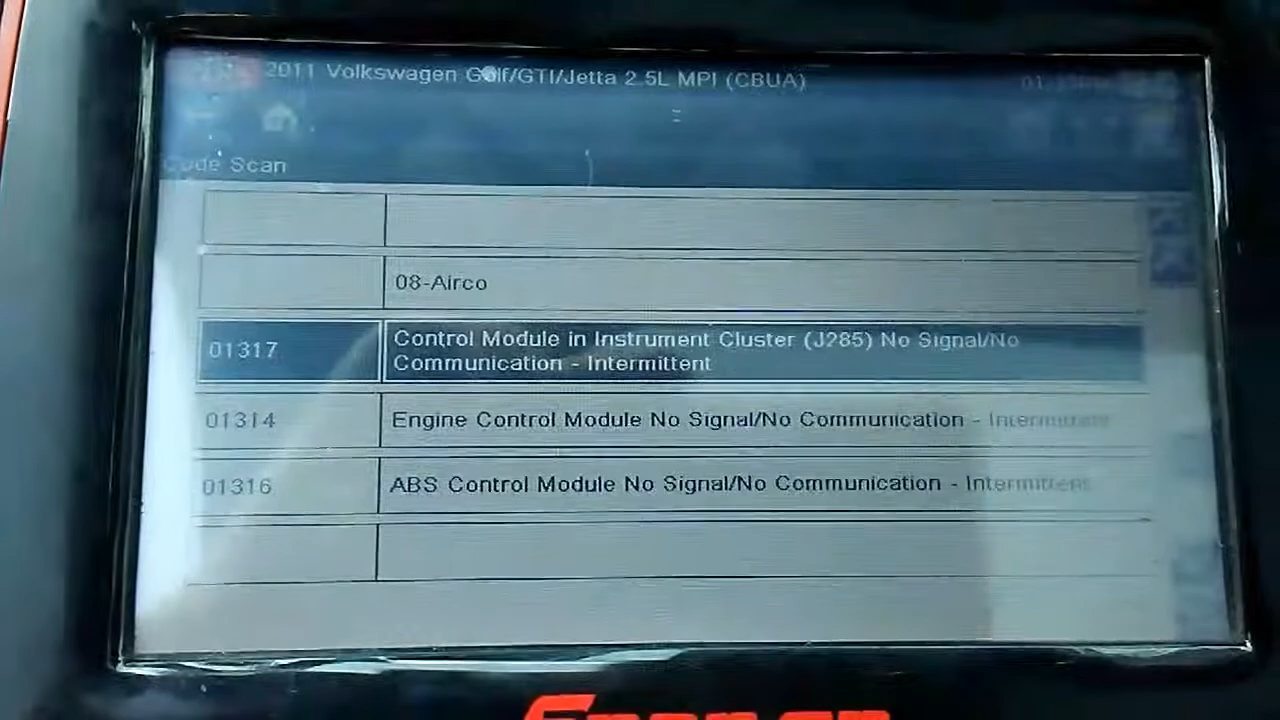 2011 Volkswagen Golf/GTI/Jetta 2.5L MPI (CBUA)
Code Scan
08-Airco
01317 Control Module in Instrument Cluster (J285) No Signal/No
Communication - Intermittent
01314 Engine Control Module No Signal/No Communication - Intermittent
01316 ABS Control Module No Signal/No Communication - Intermittent
Snap-on